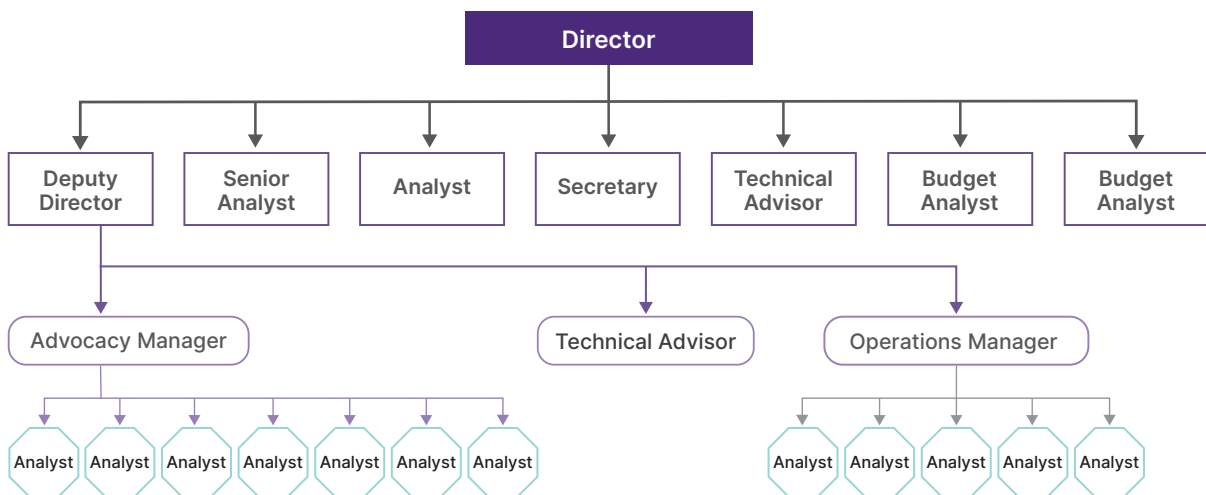 Director
Deputy
Director
Senior
Analyst
Analyst
Secretary
Technical
Advisor
Budget
Analyst
Budget
Analyst
Advocacy Manager
Technical Advisor
Operations Manager
Analyst
Analyst
Analyst
Analyst
Analyst
Analyst
Analyst
Analyst
Analyst
Analyst
Analyst
Analyst